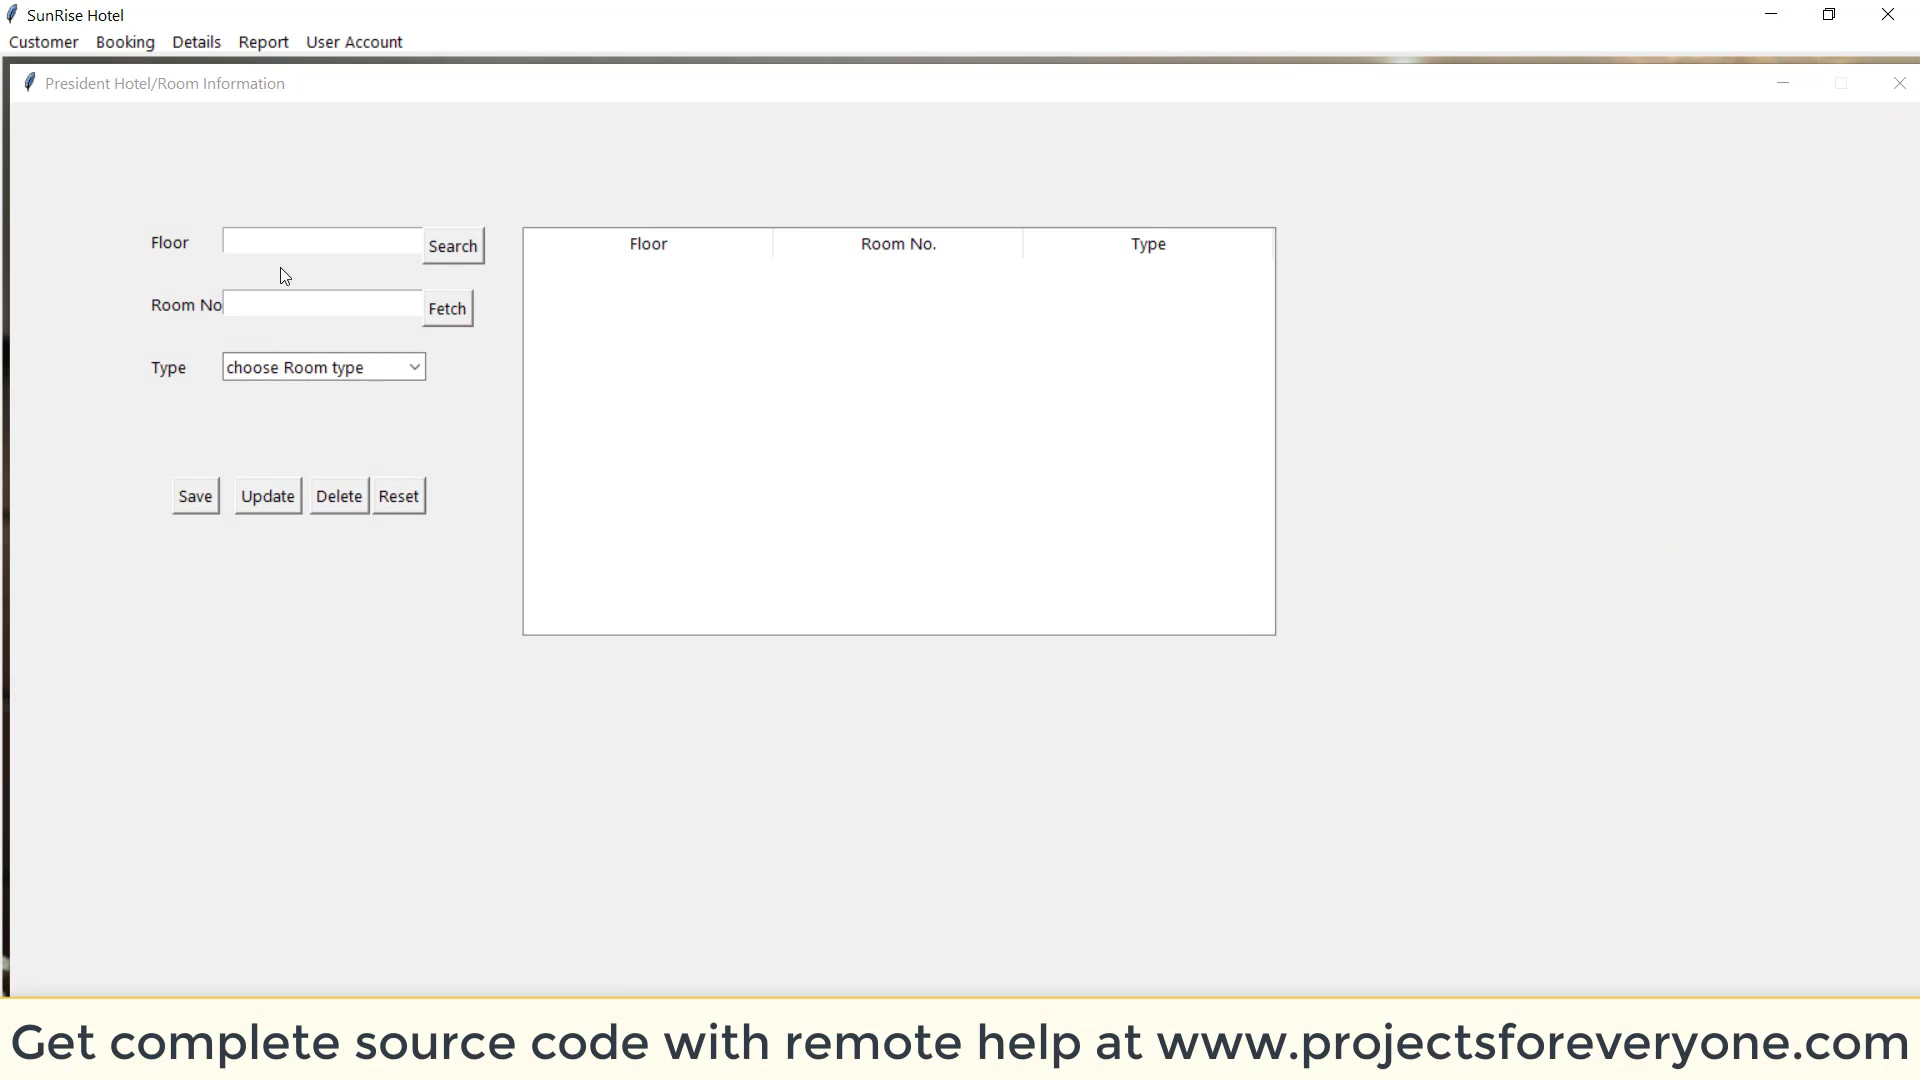 SunRise Hotel
Customer Booking Details Report User Account
President Hotel/Room Information
Floor Search
Room No Fetch
Type choose Room type
Save Update Delete Reset
Floor Room No. Type
Get complete source code with remote help at www.projectsforeveryone.com